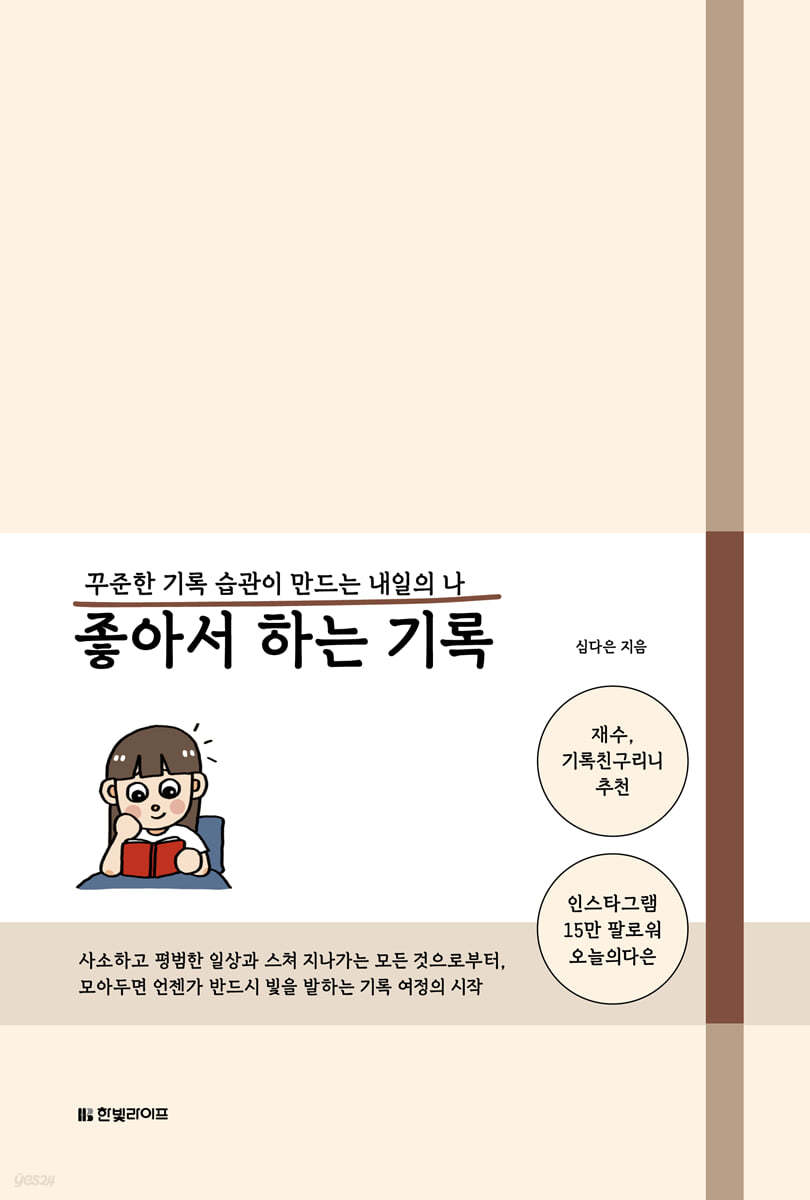 꾸준한 기록 습관이 만드는 내일의 나
좋아서 하는 기록
심다은 지음
재수,
기록친구리니
추천
인스타그램
15만 팔로워
오늘의다은
사소하고 평범한 일상과 스쳐 지나가는 모든 것으로부터,
모아두면 언젠가 반드시 빛을 발하는 기록 여정의 시작
HB 한빛라이프
yes24